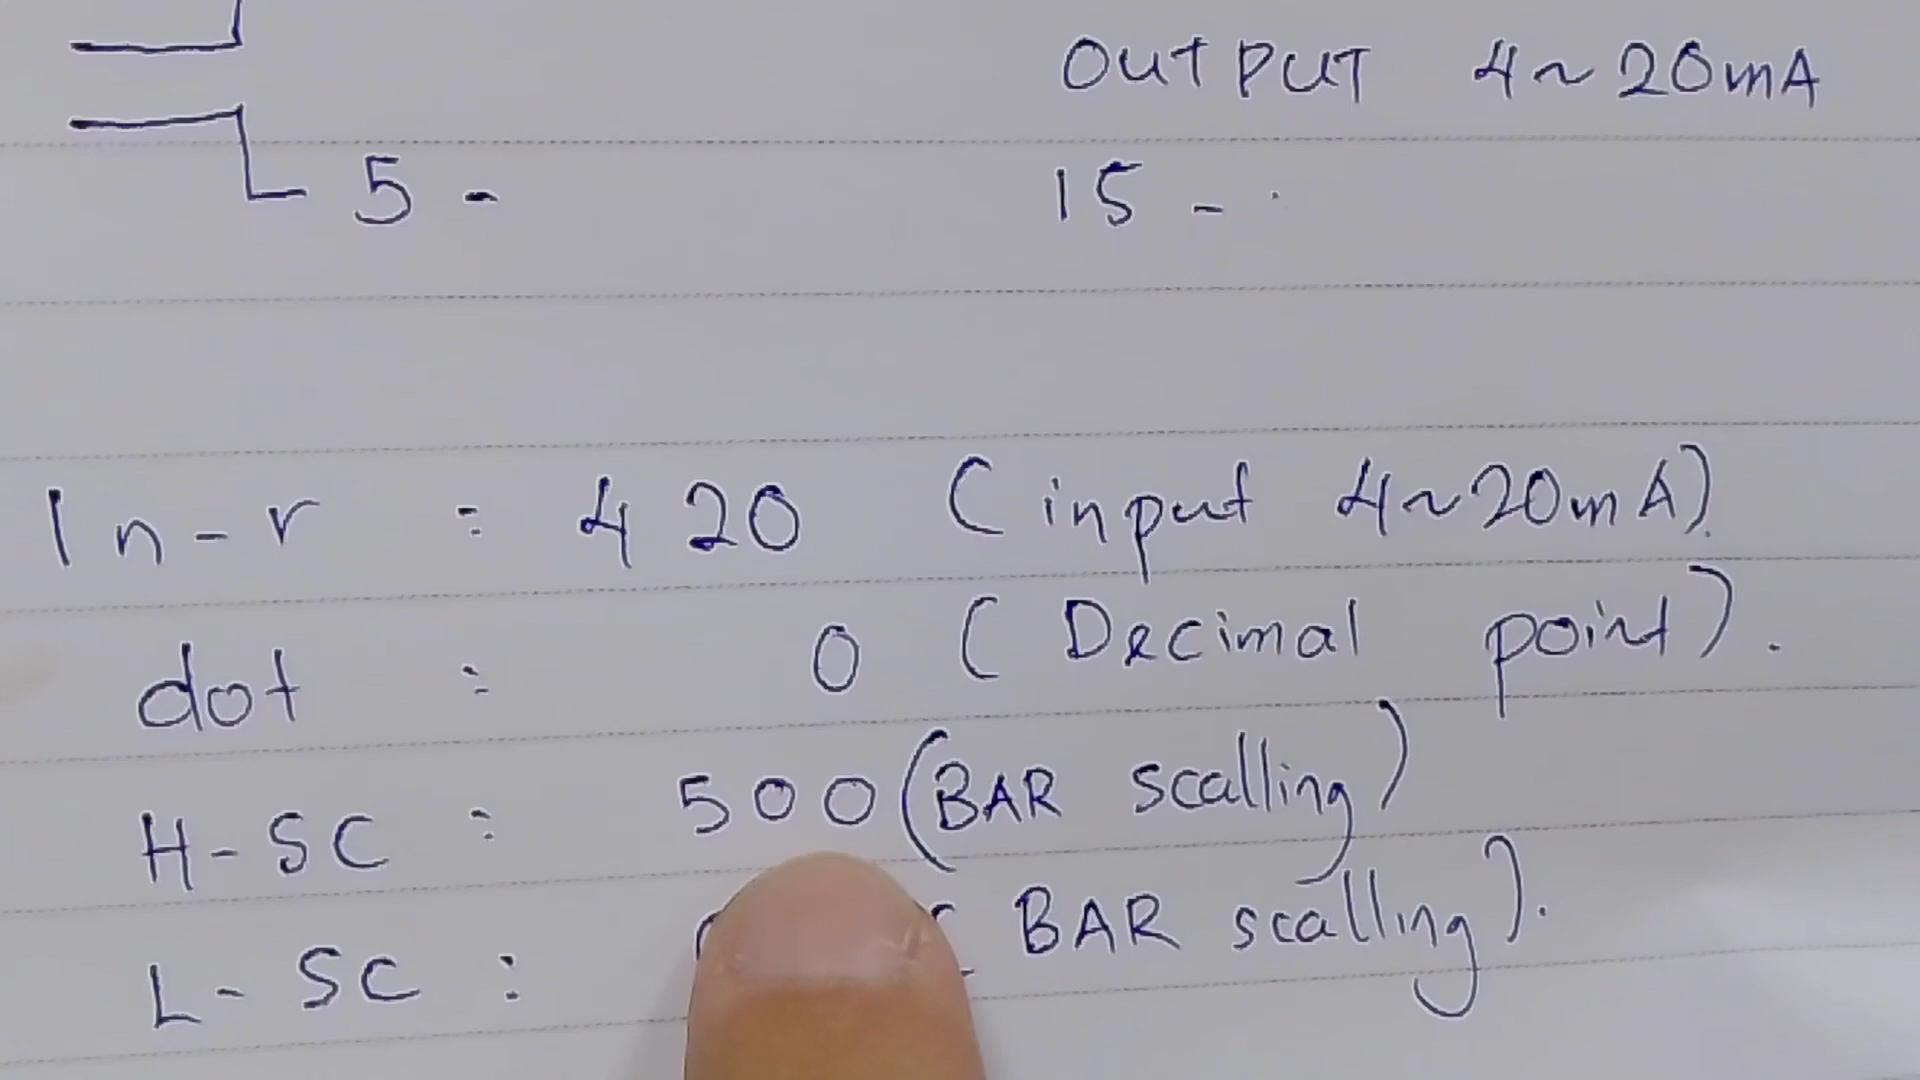 OUTPUT 4~20mA
5 - 15 -
In-r : 420 (input 4~20mA).
dot : 0 (Decimal point).
H-SC : 500 (BAR scalling)
L-SC : BAR scalling).